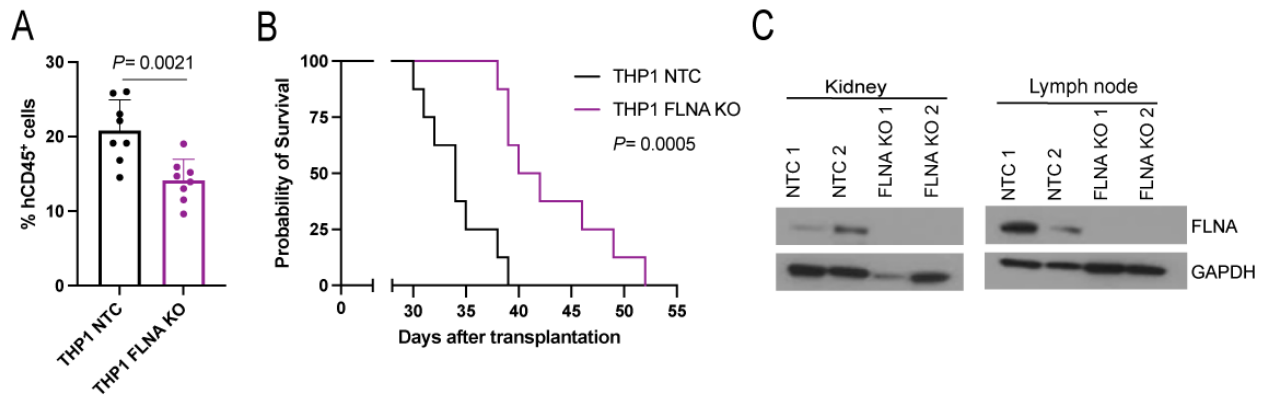 A
P= 0.0021
% hCD45+ cells
30
20
10
0
THP1 NTC
THP1 FLNA KO
B
Probability of Survival
100
75
50
25
0
0
30
35
40
45
50
55
Days after transplantation
THP1 NTC
THP1 FLNA KO
P= 0.0005
C
Kidney
Lymph node
NTC 1
NTC 2
FLNA KO 1
FLNA KO 2
NTC 1
NTC 2
FLNA KO 1
FLNA KO 2
FLNA
GAPDH